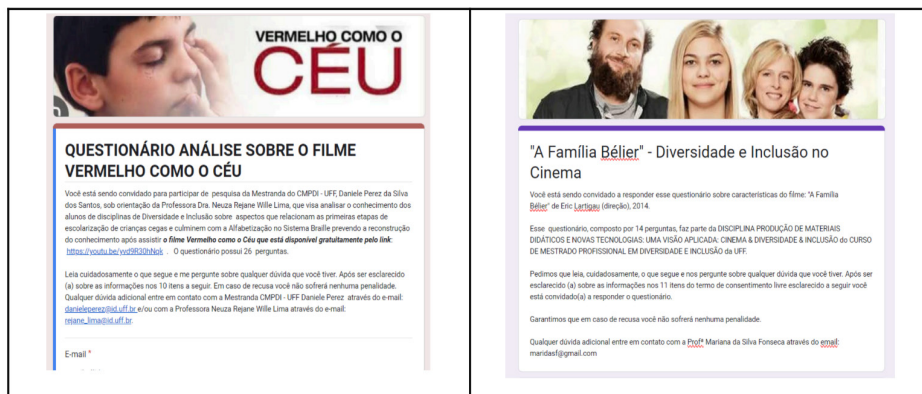 VERMELHO COMO O
CÉU
QUESTIONÁRIO ANÁLISE SOBRE O FILME
VERMELHO COMO O CÉU
Você está sendo convidado para participar de pesquisa da Mestranda do CMPDI - UFF, Daniele Perez da Silva
dos Santos, sob orientação da Professora Dra. Neuza Rejane Wille Lima, que visa analisar o conhecimento dos
alunos de disciplinas de Diversidade e Inclusão sobre aspectos que relacionam as primeiras etapas de
escolarização de crianças cegas e culminem com a Alfabetização no Sistema Braille prevendo a reconstrução
do conhecimento após assistir o filme Vermelho como o Céu que está disponível gratuitamente pelo link:
https://youtu.be/yvd9R30hNqk . O questionário possui 26 perguntas.
Leia cuidadosamente o que segue e me pergunte sobre qualquer dúvida que você tiver. Após ser esclarecido
(a) sobre as informações nos 10 itens a seguir. Em caso de recusa você não sofrerá nenhuma penalidade.
Qualquer dúvida adicional entre em contato com a Mestranda CMPDI - UFF Daniele Perez através do e-mail:
danieleperez@id.uff.br e/ou com a Professora Neuza Rejane Wille Lima através do e-mail:
rejane_lima@id.uff.br.
E-mail *
"A Família Bélier" - Diversidade e Inclusão no
Cinema
Você está sendo convidado a responder esse questionário sobre características do filme: "A Família
Bélier" de Eric Lartigau (direção), 2014.
Esse questionário, composto por 14 perguntas, faz parte da DISCIPLINA PRODUÇÃO DE MATERIAIS
DIDÁTICOS E NOVAS TECNOLOGIAS: UMA VISÃO APLICADA: CINEMA & DIVERSIDADE & INCLUSÃO do CURSO
DE MESTRADO PROFISSIONAL EM DIVERSIDADE E INCLUSÃO da UFF.
Pedimos que leia, cuidadosamente, o que segue e nos pergunte sobre qualquer dúvida que você tiver. Após ser
esclarecido (a) sobre as informações nos 11 itens do termo de consentimento livre esclarecido a seguir você
está convidado(a) a responder o questionário.
Garantimos que em caso de recusa você não sofrerá nenhuma penalidade.
Qualquer dúvida adicional entre em contato com a Profª Mariana da Silva Fonseca através do email:
maridasf@gmail.com